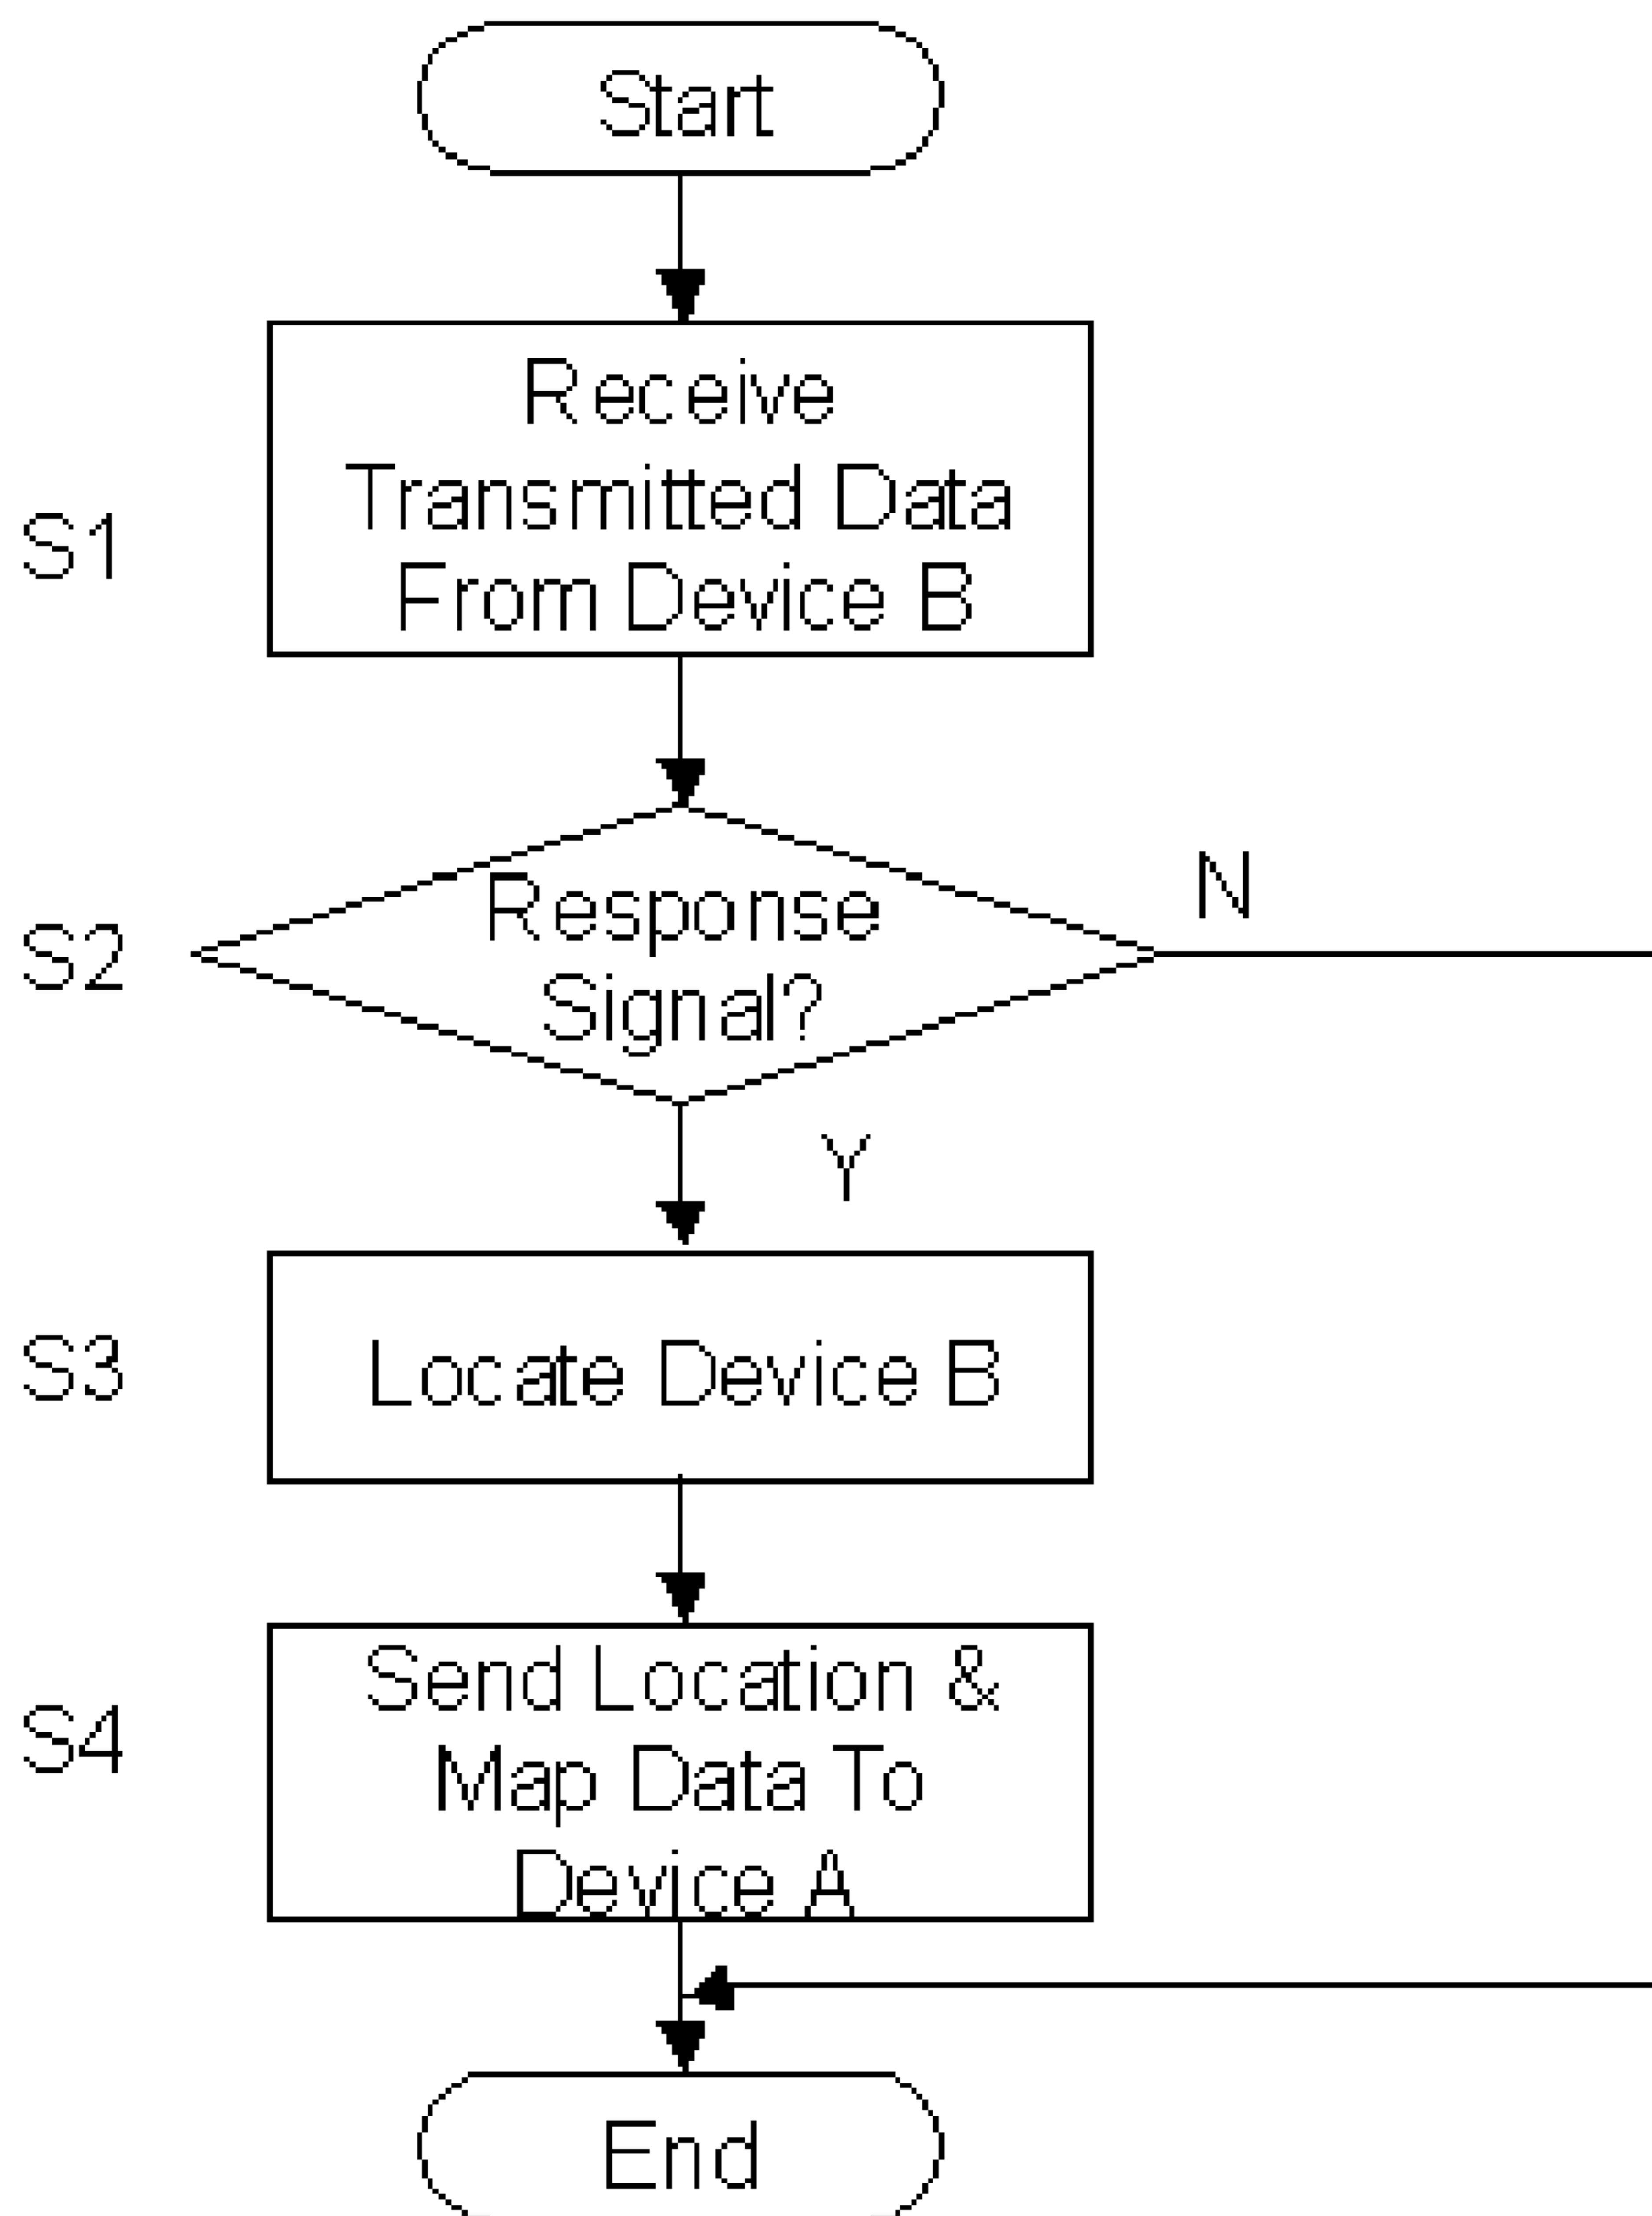 Start
Receive
Transmitted Data
From Device B
S1
Response
Signal?
S2
N
Y
Locate Device B
S3
Send Location &
Map Data To
Device A
S4
End